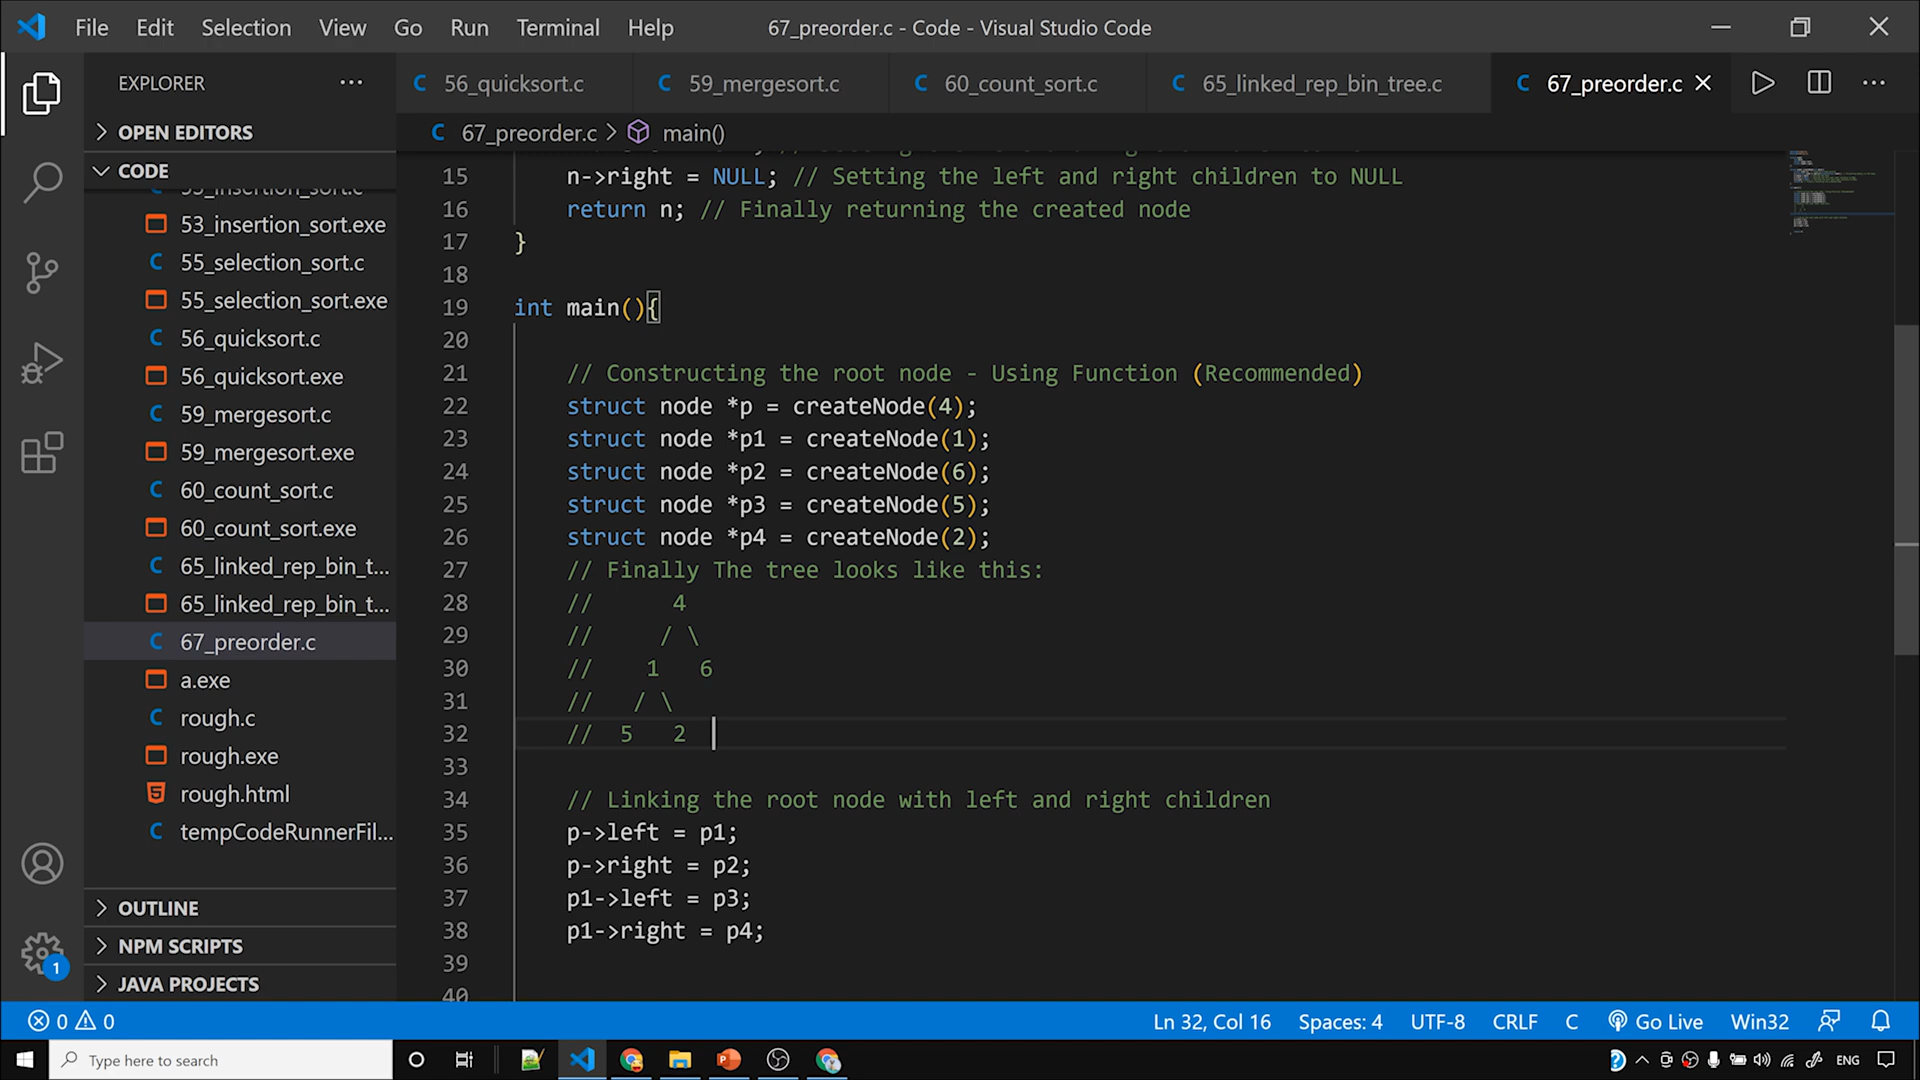 File Edit Selection View Go Run Terminal Help 67_preorder.c - Code - Visual Studio Code
EXPLORER
56_quicksort.c 59_mergesort.c 60_count_sort.c 65_linked_rep_bin_tree.c 67_preorder.c
OPEN EDITORS
67_preorder.c > main()
CODE
53_insertion_sort.c
53_insertion_sort.exe
55_selection_sort.c
55_selection_sort.exe
56_quicksort.c
56_quicksort.exe
59_mergesort.c
59_mergesort.exe
60_count_sort.c
60_count_sort.exe
65_linked_rep_bin_t...
65_linked_rep_bin_t...
67_preorder.c
a.exe
rough.c
rough.exe
rough.html
tempCodeRunnerFil...
OUTLINE
NPM SCRIPTS
JAVA PROJECTS
1
15 n->right = NULL; // Setting the left and right children to NULL
16 return n; // Finally returning the created node
17 }
18
19 int main(){
20
21 // Constructing the root node - Using Function (Recommended)
22 struct node *p = createNode(4);
23 struct node *p1 = createNode(1);
24 struct node *p2 = createNode(6);
25 struct node *p3 = createNode(5);
26 struct node *p4 = createNode(2);
27 // Finally The tree looks like this:
28 //      4
29 //     / \
30 //    1   6
31 //   / \
32 //  5   2
33
34 // Linking the root node with left and right children
35 p->left = p1;
36 p->right = p2;
37 p1->left = p3;
38 p1->right = p4;
39
40
0 0 Ln 32, Col 16 Spaces: 4 UTF-8 CRLF C Go Live Win32
Type here to search ENG